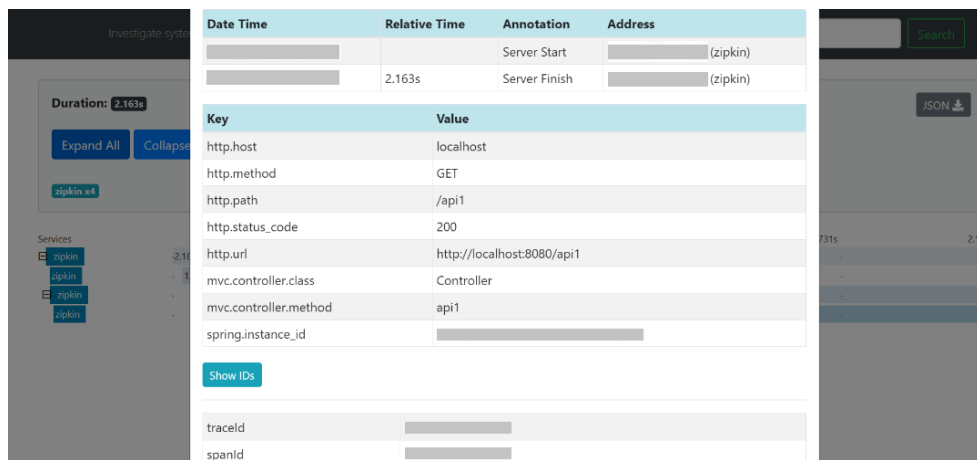 Date Time Relative Time Annotation Address
Investigate syste
Search
Server Start (zipkin)
2.163s Server Finish (zipkin)
Duration: 2.163s
JSON
Key Value
Expand All Collapse
http.host localhost
http.method GET
http.path /api1
zipkin x4
http.status_code 200
Services
731s
http.url http://localhost:8080/api1
zipkin
mvc.controller.class Controller
zipkin
mvc.controller.method api1
zipkin
spring.instance_id
zipkin
Show IDs
traceId
spanId